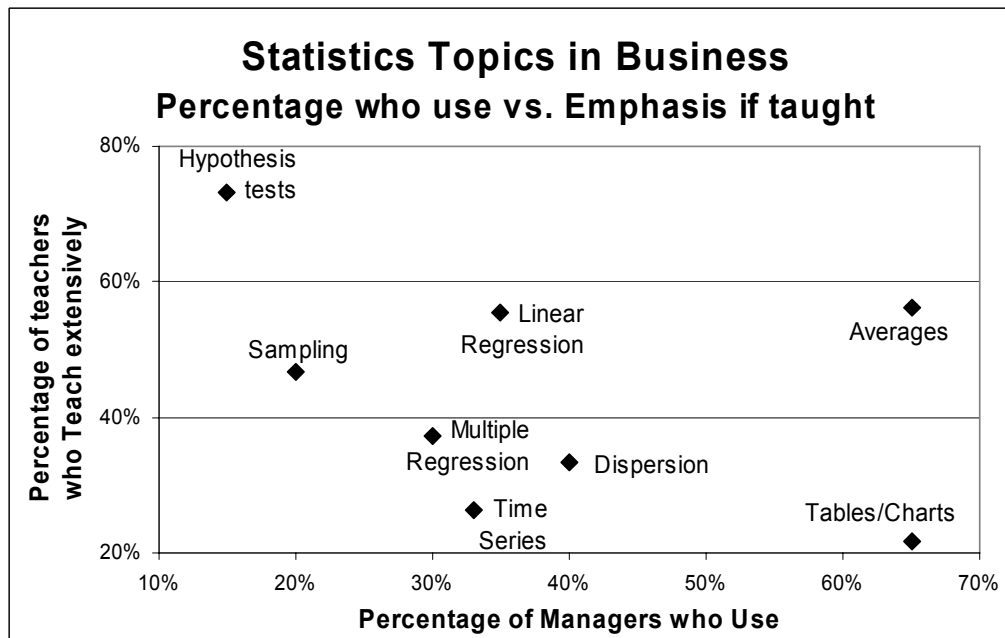 Statistics Topics in Business
Percentage who use vs. Emphasis if taught
80%
60%
40%
20%
Percentage of teachers
who Teach extensively
Hypothesis
tests
Linear
Regression
Averages
Sampling
Multiple
Regression
Dispersion
Time
Series
Tables/Charts
10%
20%
30%
40%
50%
60%
70%
Percentage of Managers who Use